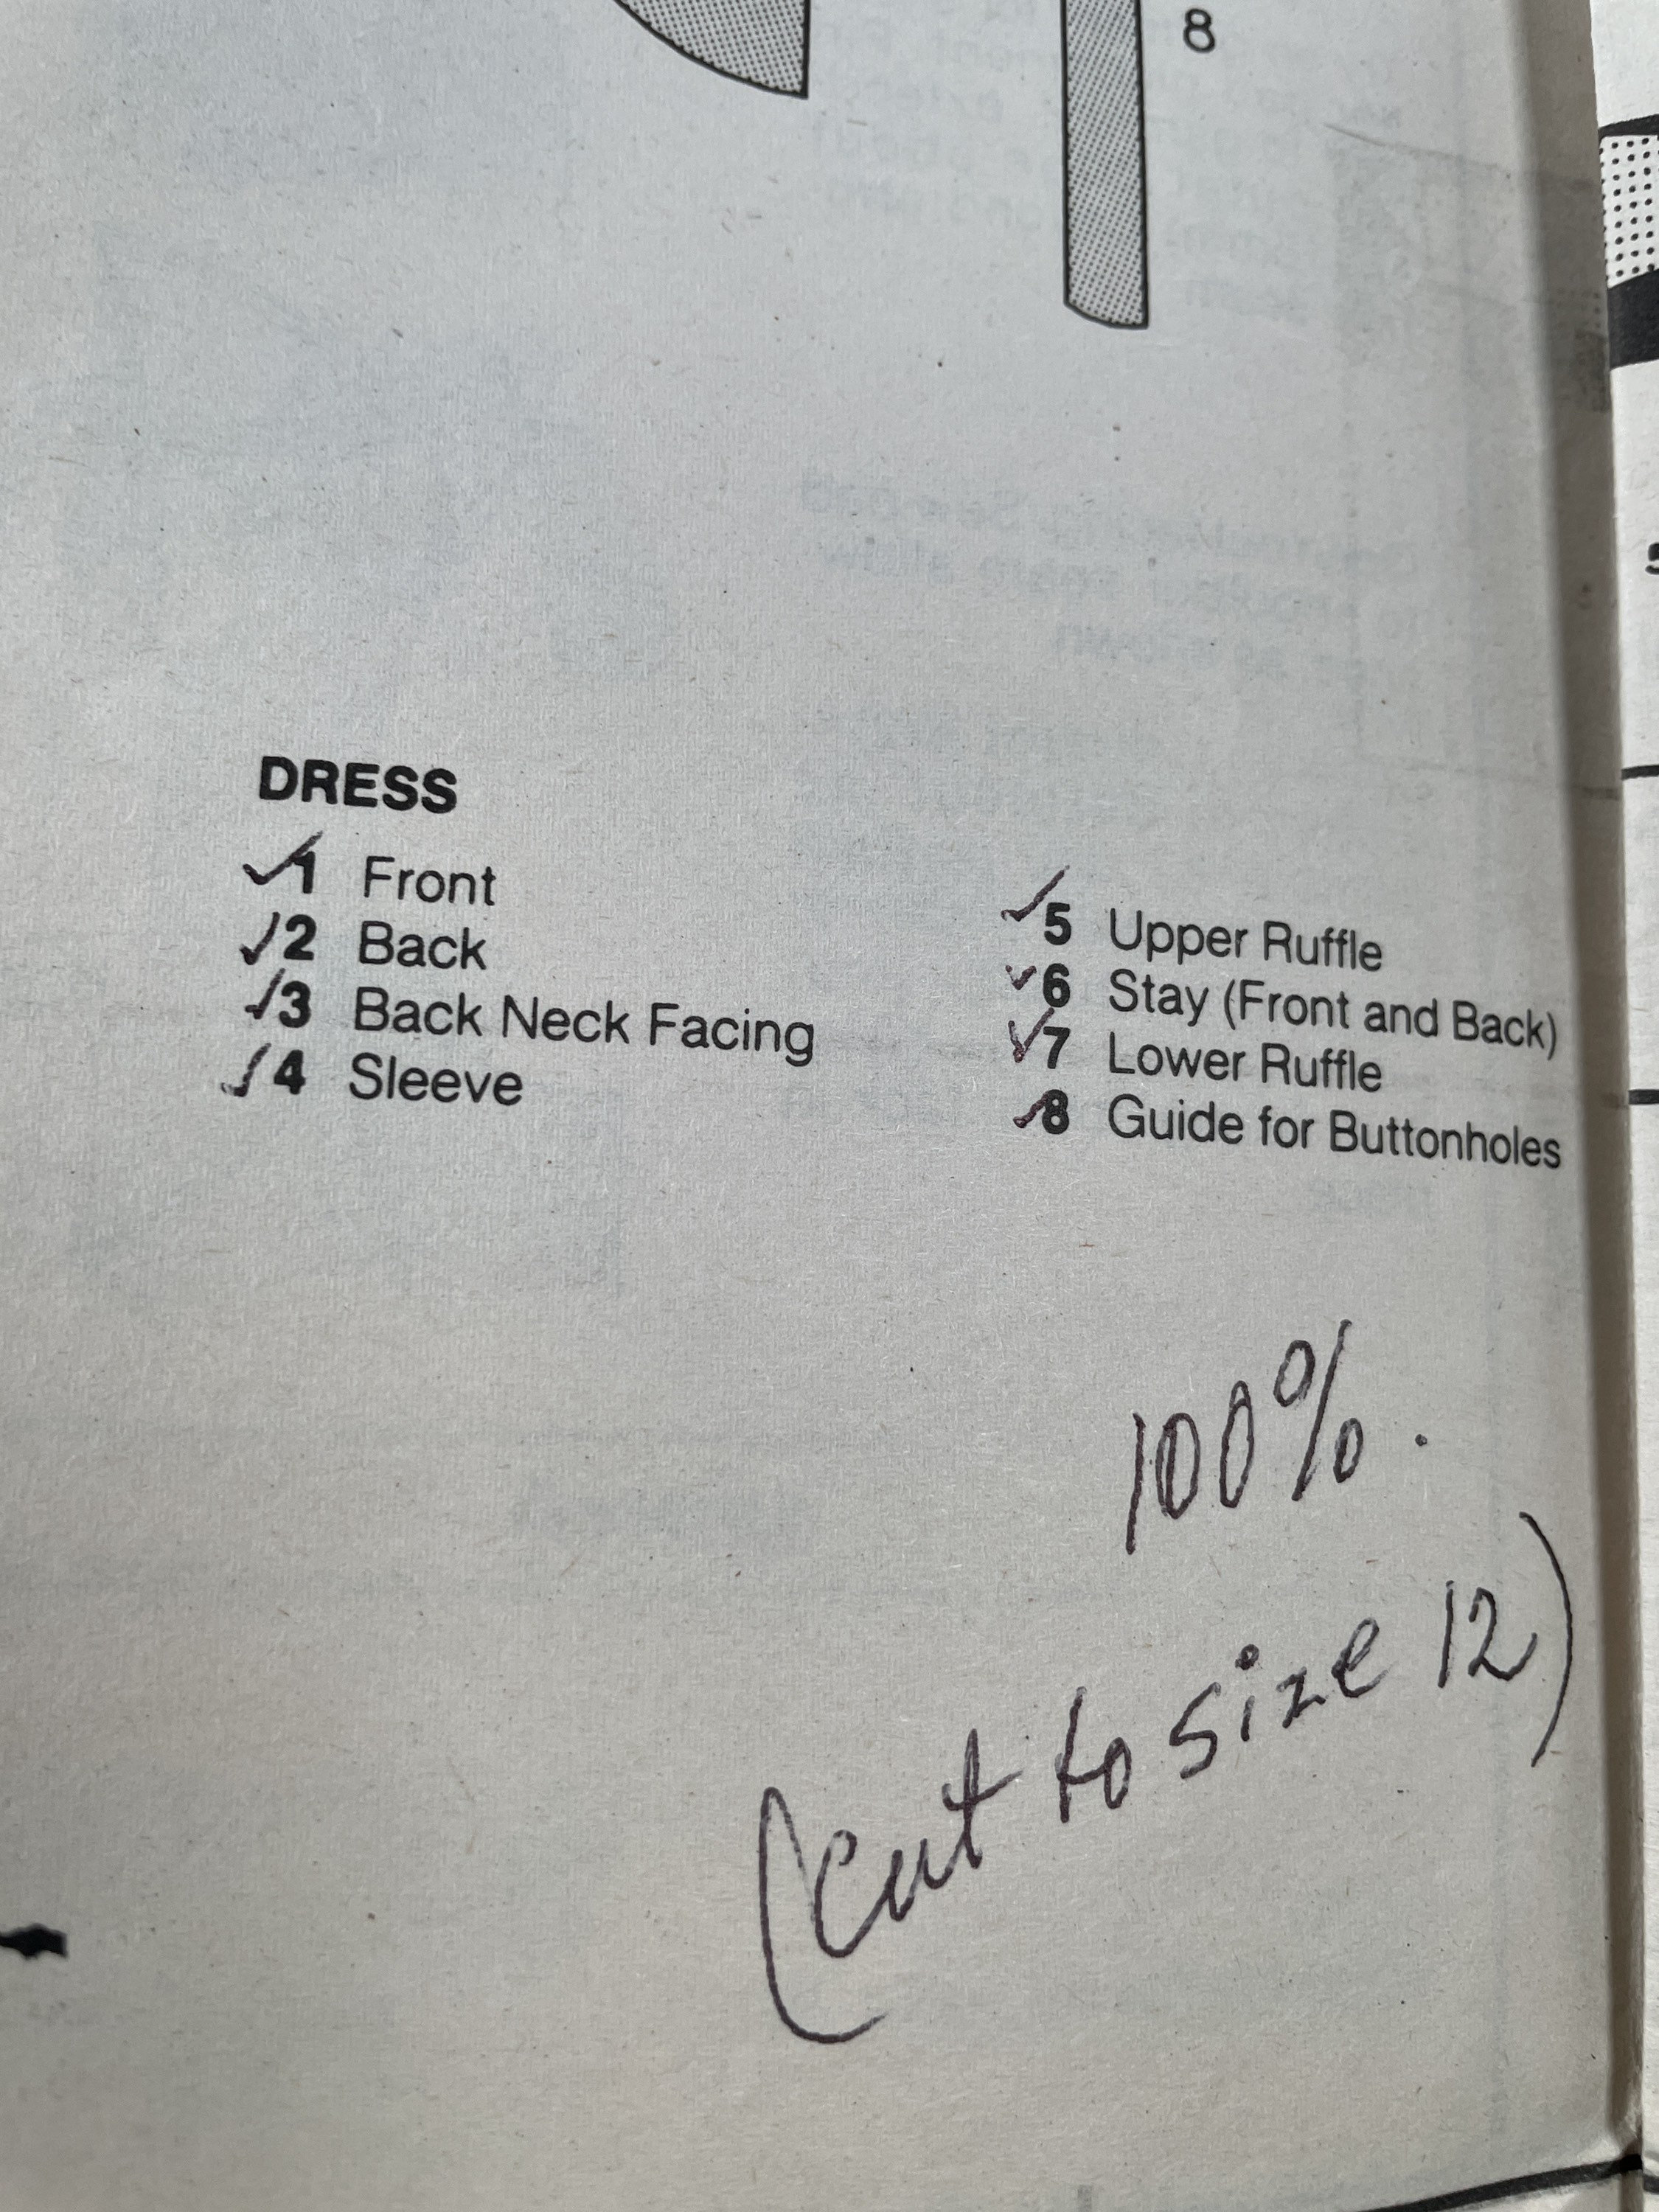 8
DRESS
✓1 Front
✓2 Back
✓3 Back Neck Facing
✓4 Sleeve
✓5 Upper Ruffle
✓6 Stay (Front and Back)
✓7 Lower Ruffle
✓8 Guide for Buttonholes
100%.
(cut to size 12)